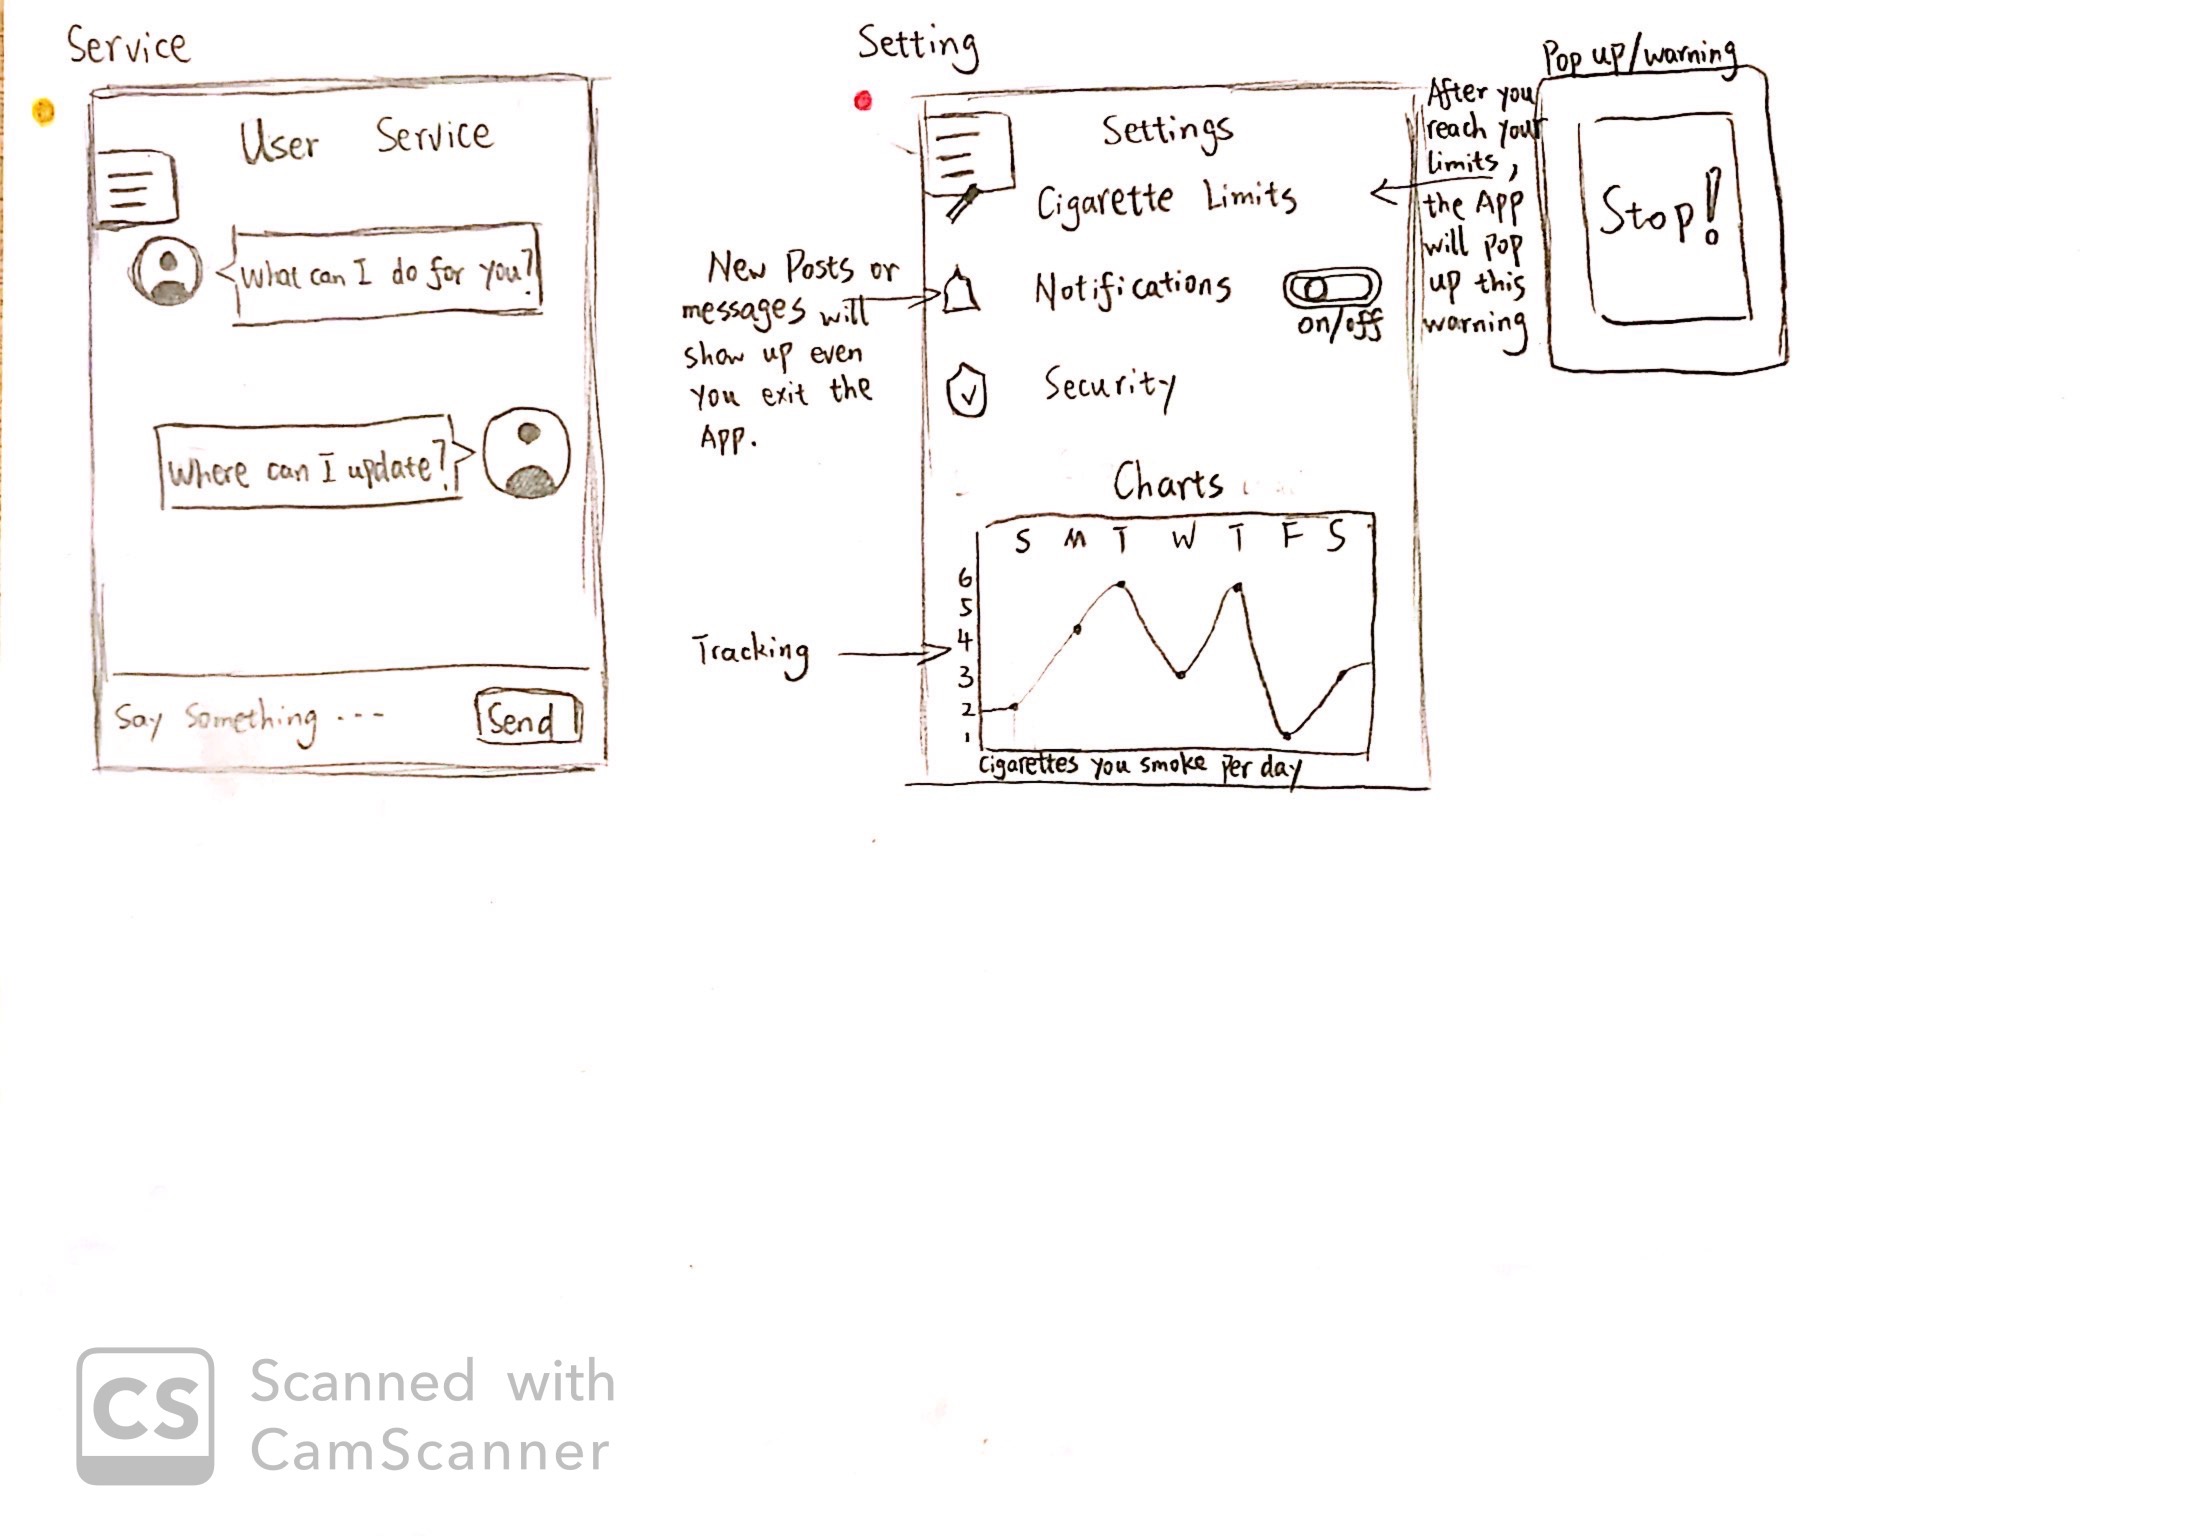 Service
User Service
What can I do for you?
Where can I update?
Say Something ---
Send
Setting
Settings
Cigarette Limits
Notifications
on/off
Security
New Posts or
messages will
show up even
you exit the
App.
Charts
S M T W T F S
6
5
4
3
2
1
Cigarettes you smoke Per day
Tracking
After you
reach your
limits,
the App
will pop
up this
warning
Pop up/warning
Stop!
CS
Scanned with
CamScanner